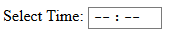 Select Time: -- : --